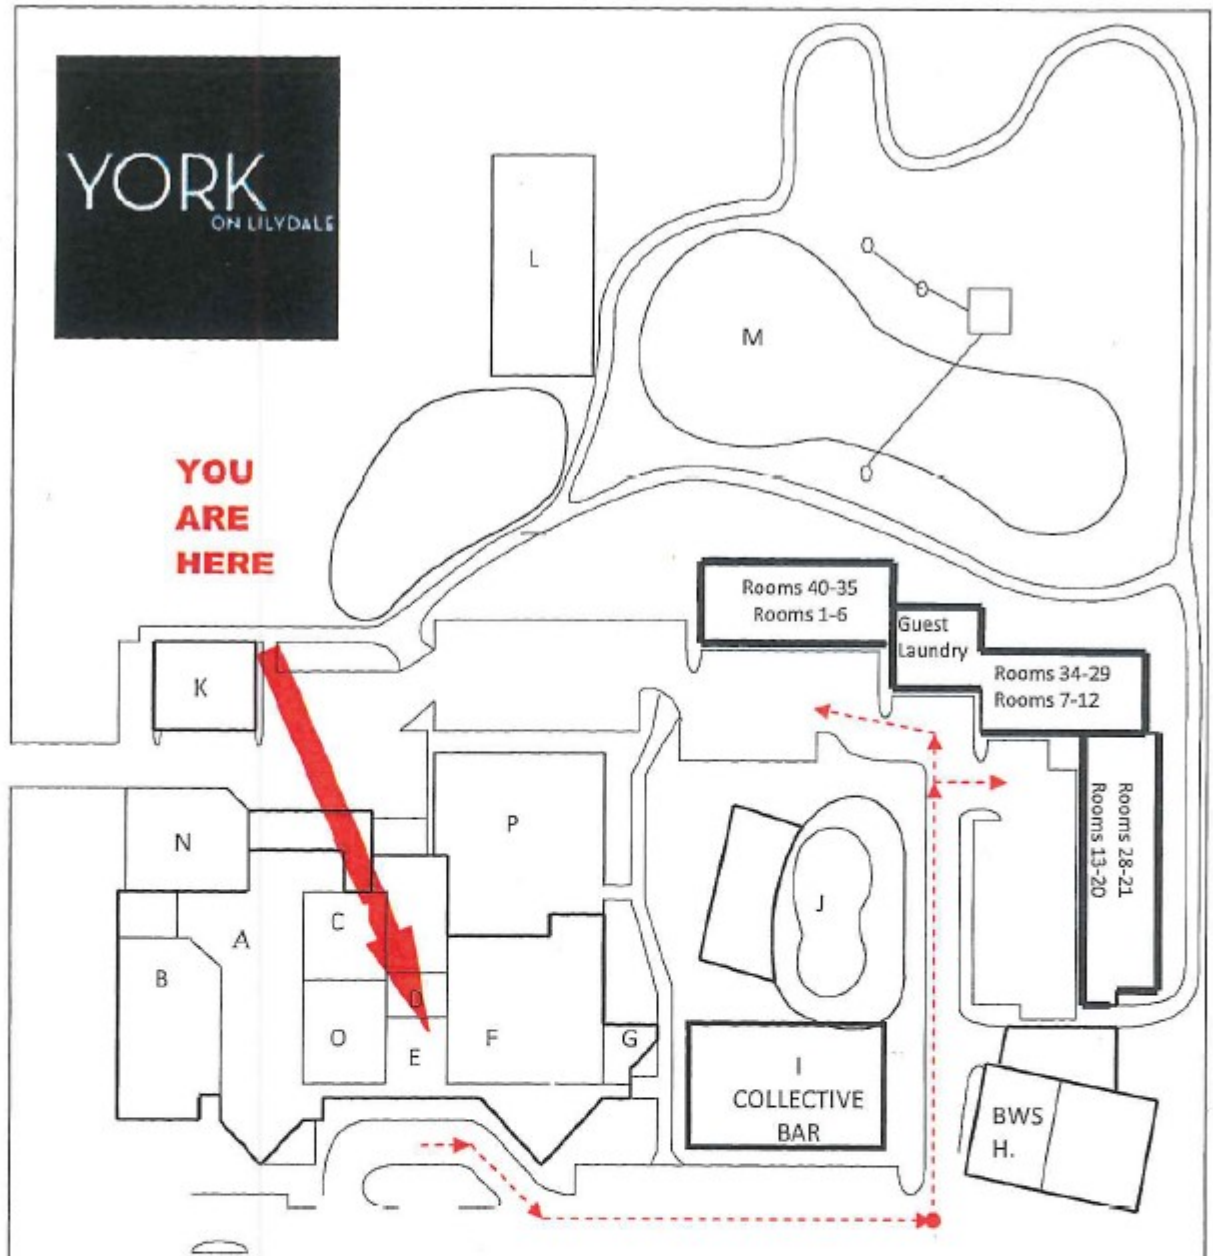 YORK
ON LILYDALE
L
M
YOU
ARE
HERE
Rooms 40-35
Rooms 1-6
Guest
Laundry
Rooms 34-29
Rooms 7-12
K
Rooms 28-21
Rooms 13-20
N
P
C
A
B
J
D
O
E
F
G
I
COLLECTIVE
BAR
BWS
H.